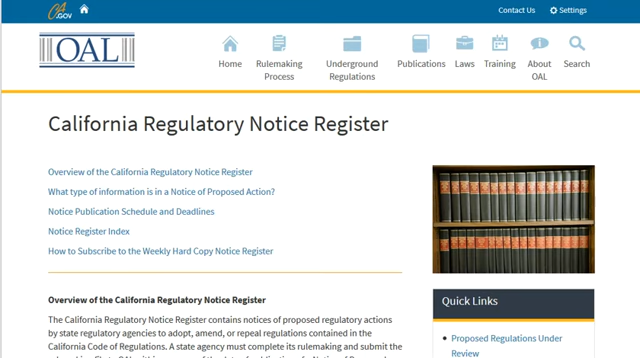 CA.GOV
Contact Us
Settings
OAL
Home
Rulemaking Process
Underground Regulations
Publications
Laws
Training
About OAL
Search
California Regulatory Notice Register
Overview of the California Regulatory Notice Register
What type of information is in a Notice of Proposed Action?
Notice Publication Schedule and Deadlines
Notice Register Index
How to Subscribe to the Weekly Hard Copy Notice Register
Overview of the California Regulatory Notice Register
The California Regulatory Notice Register contains notices of proposed regulatory actions
by state regulatory agencies to adopt, amend, or repeal regulations contained in the
California Code of Regulations. A state agency must complete its rulemaking and submit the
Quick Links
Proposed Regulations Under
Review